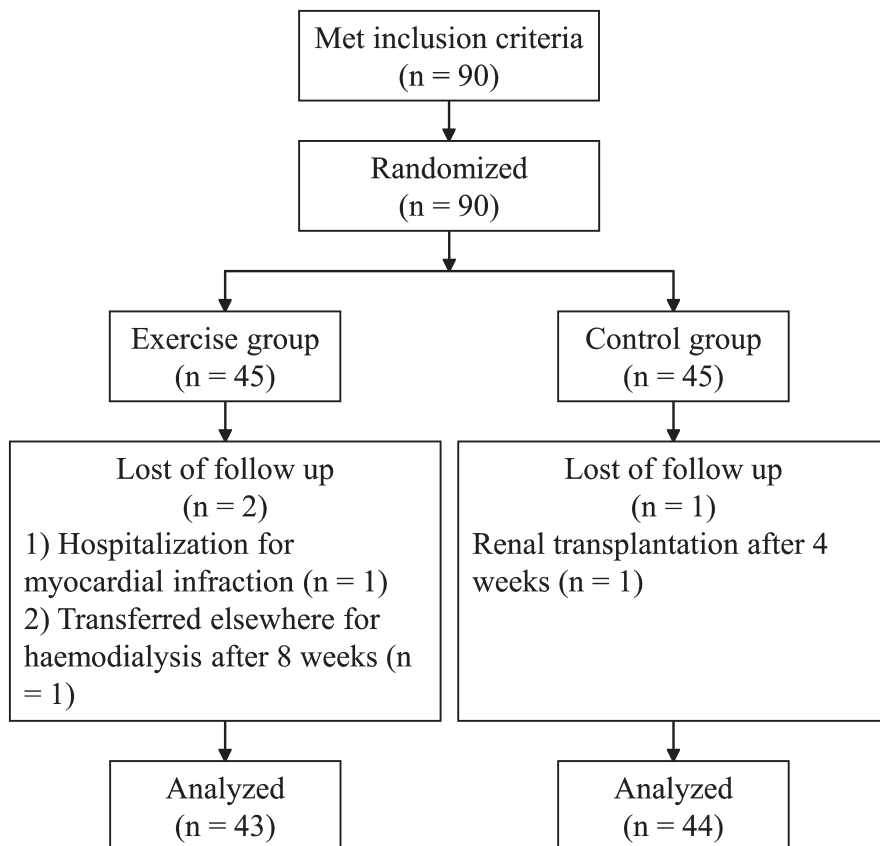 Met inclusion criteria
(n = 90)
Randomized
(n = 90)
Exercise group
(n = 45)
Control group
(n = 45)
Lost of follow up
(n = 2)
1) Hospitalization for
myocardial infraction (n = 1)
2) Transferred elsewhere for
haemodialysis after 8 weeks (n
= 1)
Lost of follow up
(n = 1)
Renal transplantation after 4
weeks (n = 1)
Analyzed
(n = 43)
Analyzed
(n = 44)